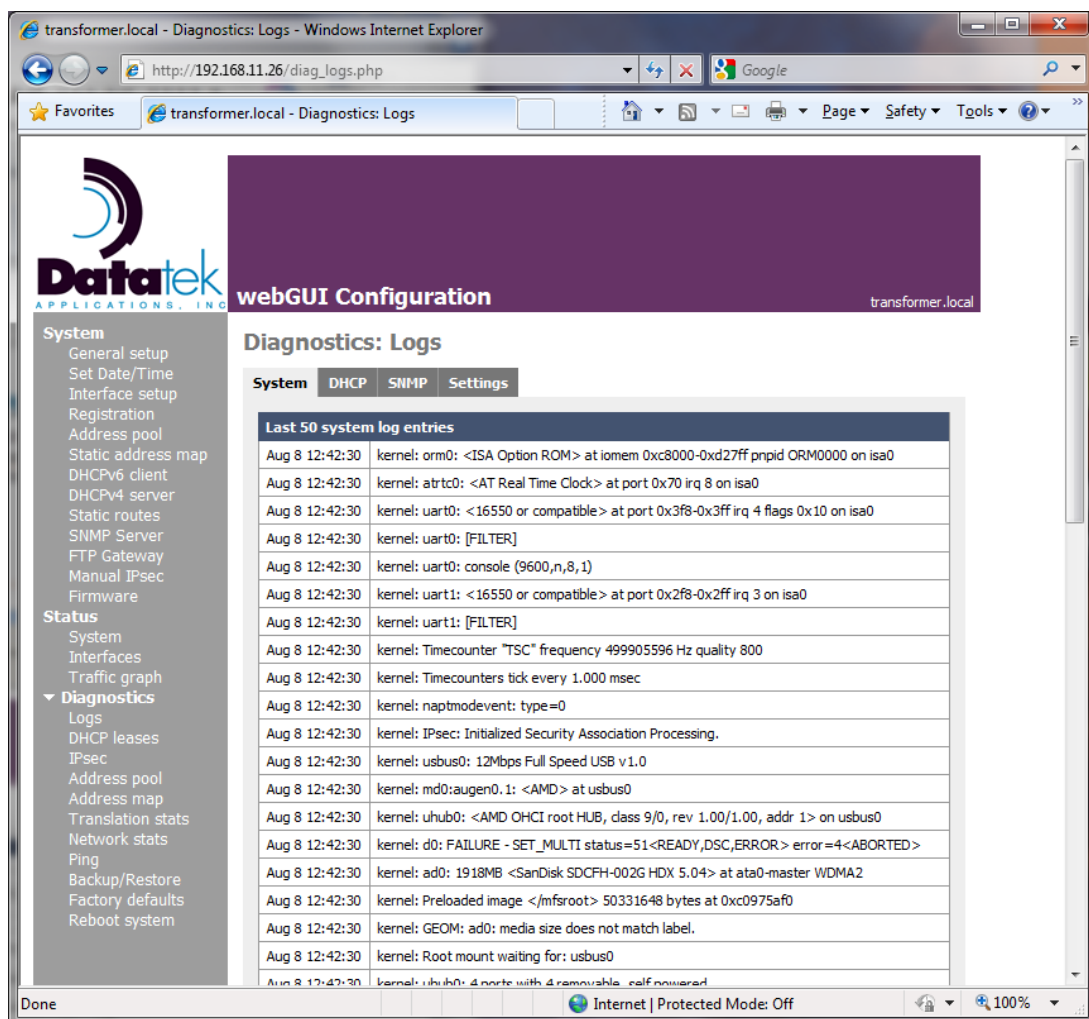 transformer.local - Diagnostics: Logs - Windows Internet Explorer
http://192.168.11.26/diag_logs.php
Google
Favorites
transformer.local - Diagnostics: Logs
Page
Safety
Tools
Datatek
APPLICATIONS, INC
webGUI Configuration
transformer.local
System
General setup
Set Date/Time
Interface setup
Registration
Address pool
Static address map
DHCPv6 client
DHCPv4 server
Static routes
SNMP Server
FTP Gateway
Manual IPsec
Firmware
Status
System
Interfaces
Traffic graph
Diagnostics
Logs
DHCP leases
IPsec
Address pool
Address map
Translation stats
Network stats
Ping
Backup/Restore
Factory defaults
Reboot system
Diagnostics: Logs
System DHCP SNMP Settings
Last 50 system log entries
Aug 8 12:42:30 kernel: orm0: <ISA Option ROM> at iomem 0xc8000-0xd27ff pnpid ORM0000 on isa0
Aug 8 12:42:30 kernel: atrtc0: <AT Real Time Clock> at port 0x70 irq 8 on isa0
Aug 8 12:42:30 kernel: uart0: <16550 or compatible> at port 0x3f8-0x3ff irq 4 flags 0x10 on isa0
Aug 8 12:42:30 kernel: uart0: [FILTER]
Aug 8 12:42:30 kernel: uart0: console (9600,n,8,1)
Aug 8 12:42:30 kernel: uart1: <16550 or compatible> at port 0x2f8-0x2ff irq 3 on isa0
Aug 8 12:42:30 kernel: uart1: [FILTER]
Aug 8 12:42:30 kernel: Timecounter "TSC" frequency 499905596 Hz quality 800
Aug 8 12:42:30 kernel: Timecounters tick every 1.000 msec
Aug 8 12:42:30 kernel: naptmodevent: type=0
Aug 8 12:42:30 kernel: IPsec: Initialized Security Association Processing.
Aug 8 12:42:30 kernel: usbus0: 12Mbps Full Speed USB v1.0
Aug 8 12:42:30 kernel: md0:augen0.1: <AMD> at usbus0
Aug 8 12:42:30 kernel: uhub0: <AMD OHCI root HUB, class 9/0, rev 1.00/1.00, addr 1> on usbus0
Aug 8 12:42:30 kernel: d0: FAILURE - SET_MULTI status=51<READY,DSC,ERROR> error=4<ABORTED>
Aug 8 12:42:30 kernel: ad0: 1918MB <SanDisk SDCFH-002G HDX 5.04> at ata0-master WDMA2
Aug 8 12:42:30 kernel: Preloaded image </mfsroot> 50331648 bytes at 0xc0975af0
Aug 8 12:42:30 kernel: GEOM: ad0: media size does not match label.
Aug 8 12:42:30 kernel: Root mount waiting for: usbus0
Aug 8 12:42:30 kernel: uhub0: 4 ports with 4 removable, self powered
Done
Internet | Protected Mode: Off
100%